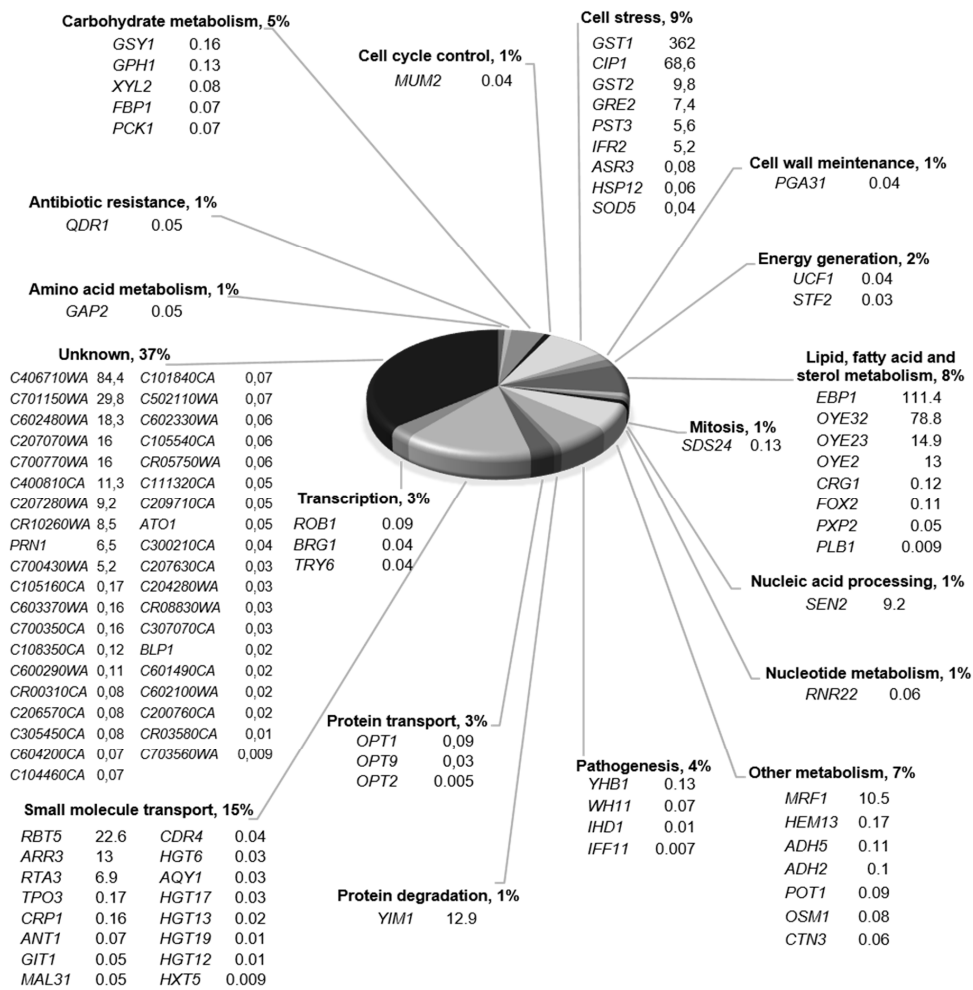 Carbohydrate metabolism, 5%
GSY1 0.16
GPH1 0.13
XYL2 0.08
FBP1 0.07
PCK1 0.07
Cell cycle control, 1%
MUM2 0.04
Cell stress, 9%
GST1 362
CIP1 68,6
GST2 9,8
GRE2 7,4
PST3 5,6
IFR2 5,2
ASR3 0,08
HSP12 0,06
SOD5 0,04
Cell wall meintenance, 1%
PGA31 0.04
Antibiotic resistance, 1%
QDR1 0.05
Energy generation, 2%
UCF1 0.04
STF2 0.03
Amino acid metabolism, 1%
GAP2 0.05
Unknown, 37%
C406710WA 84,4 C101840CA 0,07
C701150WA 29,8 C502110WA 0,07
C602480WA 18,3 C602330WA 0,06
C207070WA 16 C105540CA 0,06
C700770WA 16 CR05750WA 0,06
C400810CA 11,3 C111320CA 0,05
C207280WA 9,2 C209710CA 0,05
CR10260WA 8,5 ATO1 0,05
PRN1 6,5 C300210CA 0,04
C700430WA 5,2 C207630CA 0,03
C105160CA 0,17 C204280WA 0,03
C603370WA 0,16 CR08830WA 0,03
C700350CA 0,16 C307070CA 0,03
C108350CA 0,12 BLP1 0,02
C600290WA 0,11 C601490CA 0,02
CR00310CA 0,08 C602100WA 0,02
C206570CA 0,08 C200760CA 0,02
C305450CA 0,08 CR03580CA 0,01
C604200CA 0,07 C703560WA 0,009
C104460CA 0,07
Lipid, fatty acid and
sterol metabolism, 8%
EBP1 111.4
OYE32 78.8
OYE23 14.9
OYE2 13
CRG1 0.12
FOX2 0.11
PXP2 0.05
PLB1 0.009
Mitosis, 1%
SDS24 0.13
Transcription, 3%
ROB1 0.09
BRG1 0.04
TRY6 0.04
Nucleic acid processing, 1%
SEN2 9.2
Nucleotide metabolism, 1%
RNR22 0.06
Protein transport, 3%
OPT1 0,09
OPT9 0,03
OPT2 0.005
Pathogenesis, 4%
YHB1 0.13
WH11 0.07
IHD1 0.01
IFF11 0.007
Other metabolism, 7%
MRF1 10.5
HEM13 0.17
ADH5 0.11
ADH2 0.1
POT1 0.09
OSM1 0.08
CTN3 0.06
Small molecule transport, 15%
RBT5 22.6 CDR4 0.04
ARR3 13 HGT6 0.03
RTA3 6.9 AQY1 0.03
TPO3 0.17 HGT17 0.03
CRP1 0.16 HGT13 0.02
ANT1 0.07 HGT19 0.01
GIT1 0.05 HGT12 0.01
MAL31 0.05 HXT5 0.009
Protein degradation, 1%
YIM1 12.9